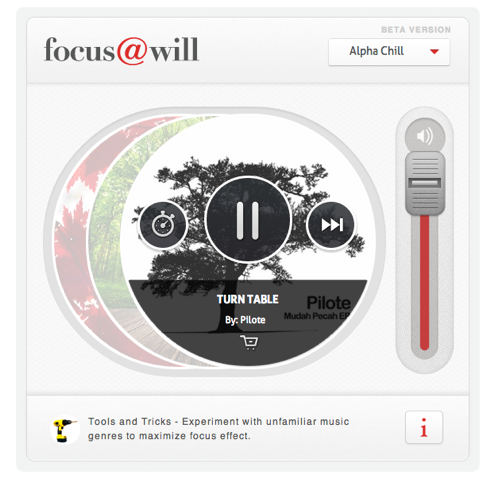 BETA VERSION
focus@will
Alpha Chill
TURN TABLE
By: Pilote
Pilote
Mudah Pecah EP
Tools and Tricks - Experiment with unfamiliar music
genres to maximize focus effect.
i